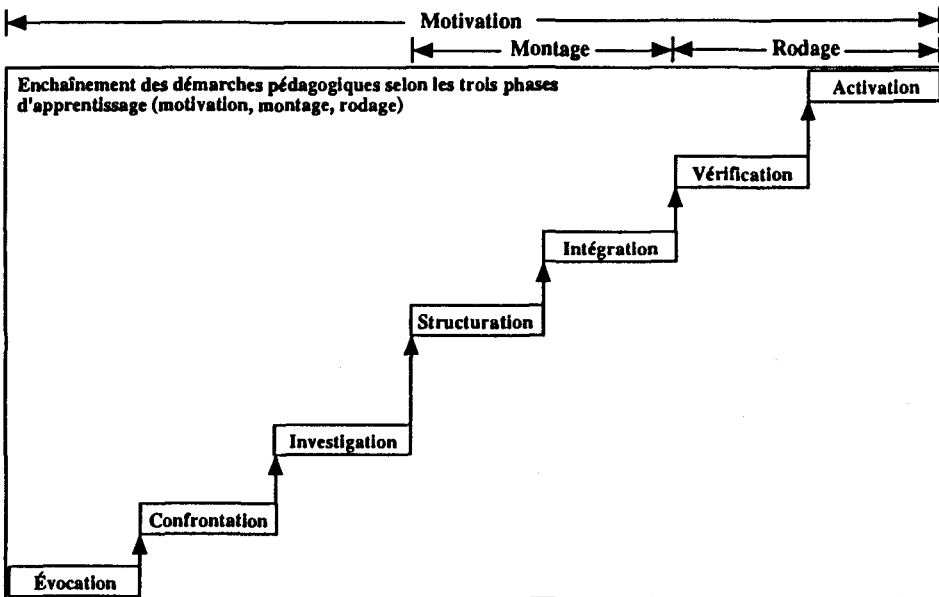 Motivation
Montage
Rodage
Enchaînement des démarches pédagogiques selon les trois phases
d'apprentissage (motivation, montage, rodage)
Activation
Vérification
Intégration
Structuration
Investigation
Confrontation
Évocation